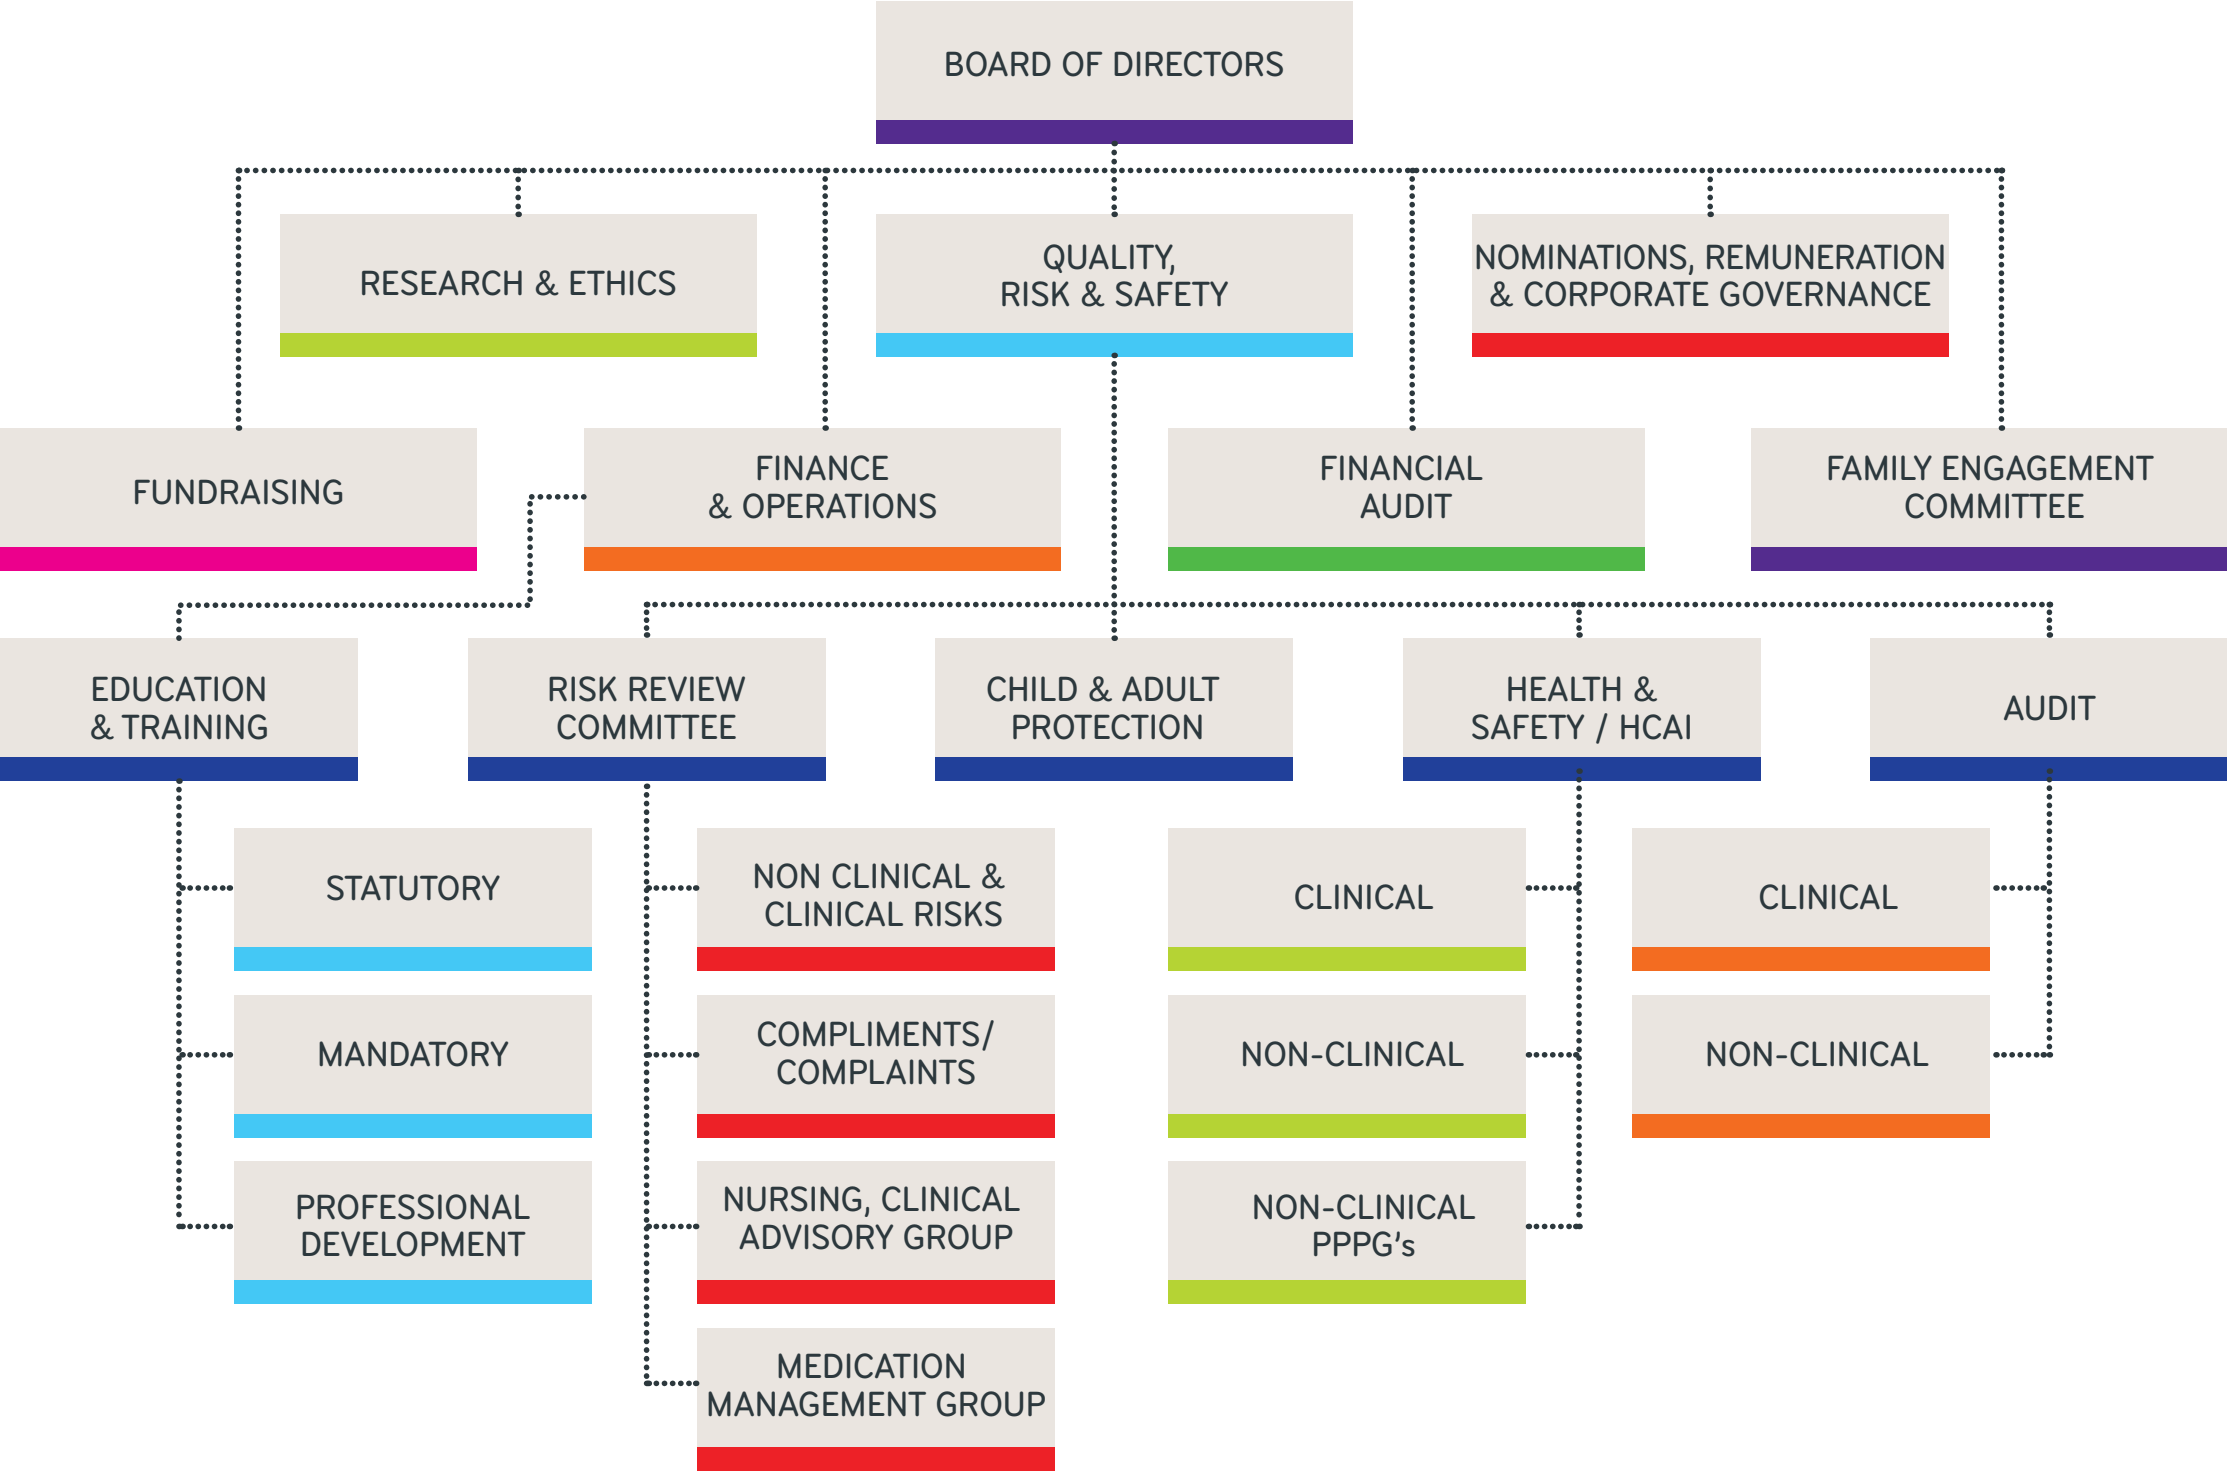 BOARD OF DIRECTORS
RESEARCH & ETHICS
QUALITY,
RISK & SAFETY
NOMINATIONS, REMUNERATION
& CORPORATE GOVERNANCE
FUNDRAISING
FINANCE
& OPERATIONS
FINANCIAL
AUDIT
FAMILY ENGAGEMENT
COMMITTEE
EDUCATION
& TRAINING
RISK REVIEW
COMMITTEE
CHILD & ADULT
PROTECTION
HEALTH &
SAFETY / HCAI
AUDIT
STATUTORY
NON CLINICAL &
CLINICAL RISKS
CLINICAL
CLINICAL
MANDATORY
COMPLIMENTS/
COMPLAINTS
NON-CLINICAL
NON-CLINICAL
PROFESSIONAL
DEVELOPMENT
NURSING, CLINICAL
ADVISORY GROUP
NON-CLINICAL
PPPG's
MEDICATION
MANAGEMENT GROUP